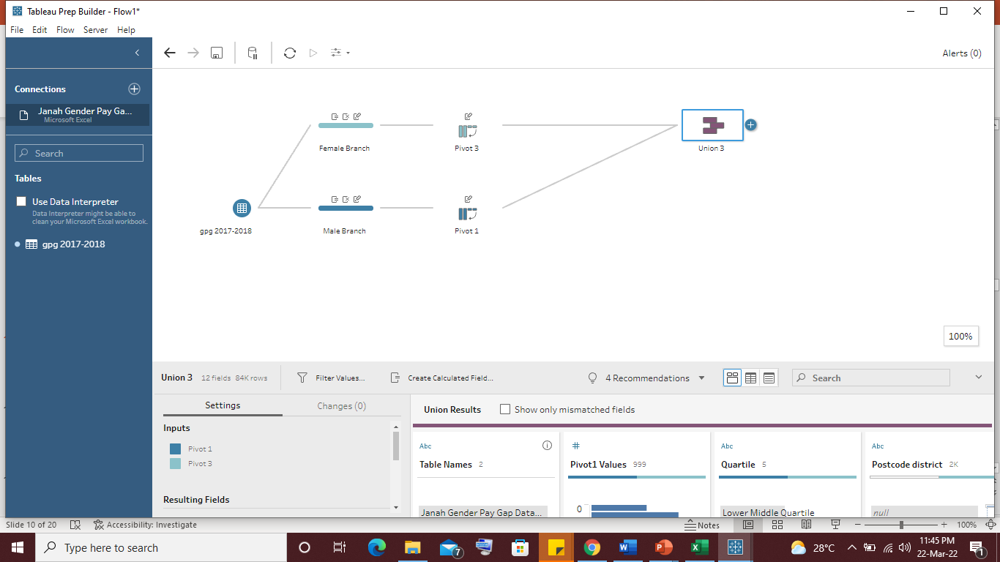 Tableau Prep Builder - Flow1*
File Edit Flow Server Help
Alerts (0)
Connections
Janah Gender Pay Ga...
Microsoft Excel
Search
Tables
Use Data Interpreter
Data Interpreter might be able to
clean your Microsoft Excel workbook.
gpg 2017-2018
Female Branch
Pivot 3
Union 3
gpg 2017-2018
Male Branch
Pivot 1
100%
Union 3 12 fields 84K rows Filter Values... Create Calculated Field... 4 Recommendations Search
Settings Changes (0)
Inputs
Pivot 1
Pivot 3
Resulting Fields
Union Results Show only mismatched fields
Abc # Abc Abc
Table Names 2 Pivot1 Values 999 Quartile 5 Postcode district 2K
Janah Gender Pay Gap Data... 0 Lower Middle Quartile null
Slide 10 of 20 Accessibility: Investigate Notes 100%
Type here to search 7 28°C 11:45 PM
22-Mar-22 1